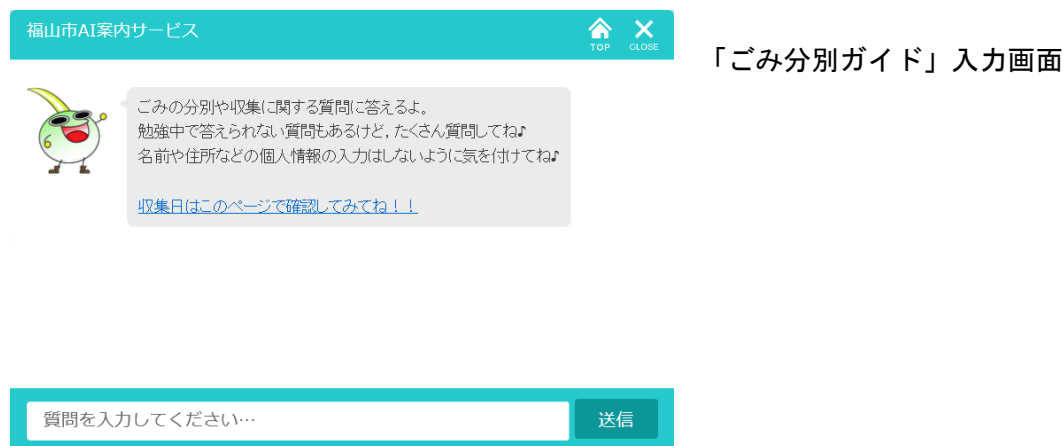 福山市AI案内サービス
TOP
CLOSE
「ごみ分別ガイド」入力画面
ごみの分別や収集に関する質問に答えるよ。
勉強中で答えられない質問もあるけど,たくさん質問してね♪
名前や住所などの個人情報の入力はしないように気を付けてね♪
収集日はこのページで確認してみてね！！
質問を入力してください…
送信